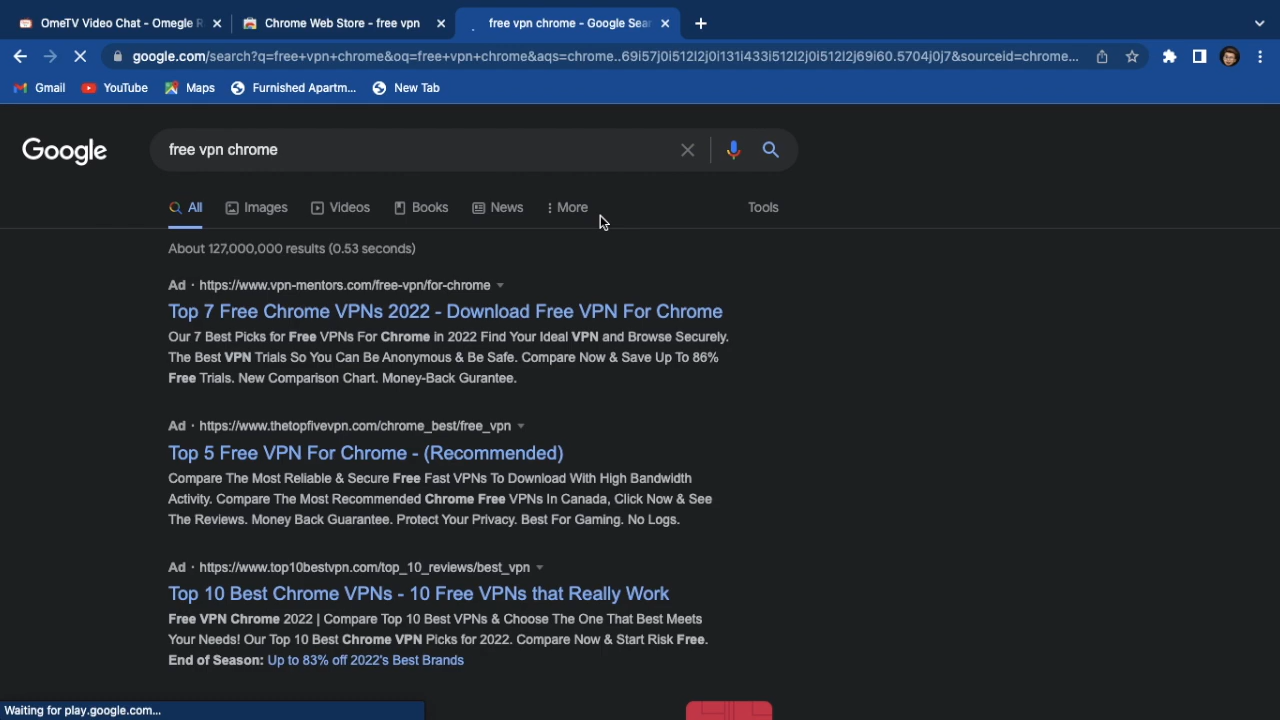 OmeTV Video Chat - Omegle R
Chrome Web Store - free vpn
free vpn chrome - Google Sear
google.com/search?q=free+vpn+chrome&oq=free+vpn+chrome&aqs=chrome..69i57j0i512l2j0i131i433i512l2j0i512l2j69i60.5704j0j7&sourceid=chrome...
Gmail YouTube Maps Furnished Apartm... New Tab
Google free vpn chrome
All Images Videos Books News More Tools
About 127,000,000 results (0.53 seconds)
Ad · https://www.vpn-mentors.com/free-vpn/for-chrome
Top 7 Free Chrome VPNs 2022 - Download Free VPN For Chrome
Our 7 Best Picks for Free VPNs For Chrome in 2022 Find Your Ideal VPN and Browse Securely.
The Best VPN Trials So You Can Be Anonymous & Be Safe. Compare Now & Save Up To 86%
Free Trials. New Comparison Chart. Money-Back Gurantee.
Ad · https://www.thetopfivevpn.com/chrome_best/free_vpn
Top 5 Free VPN For Chrome - (Recommended)
Compare The Most Reliable & Secure Free Fast VPNs To Download With High Bandwidth
Activity. Compare The Most Recommended Chrome Free VPNs In Canada, Click Now & See
The Reviews. Money Back Guarantee. Protect Your Privacy. Best For Gaming. No Logs.
Ad · https://www.top10bestvpn.com/top_10_reviews/best_vpn
Top 10 Best Chrome VPNs - 10 Free VPNs that Really Work
Free VPN Chrome 2022 | Compare Top 10 Best VPNs & Choose The One That Best Meets
Your Needs! Our Top 10 Best Chrome VPN Picks for 2022. Compare Now & Start Risk Free.
End of Season: Up to 83% off 2022's Best Brands
Waiting for play.google.com...